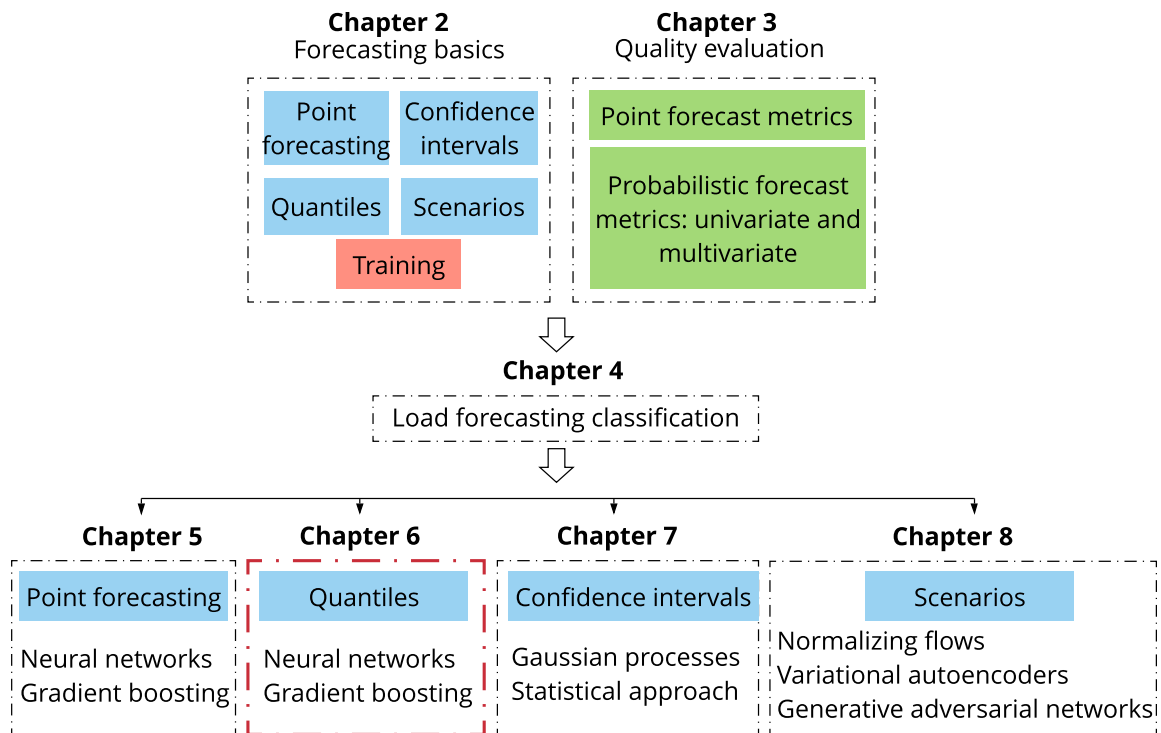 Chapter 2
Forecasting basics
Point
forecasting
Confidence
intervals
Quantiles
Scenarios
Training
Chapter 3
Quality evaluation
Point forecast metrics
Probabilistic forecast
metrics: univariate and
multivariate
Chapter 4
Load forecasting classification
Chapter 5
Point forecasting
Neural networks
Gradient boosting
Chapter 6
Quantiles
Neural networks
Gradient boosting
Chapter 7
Confidence intervals
Gaussian processes
Statistical approach
Chapter 8
Scenarios
Normalizing flows
Variational autoencoders
Generative adversarial networks